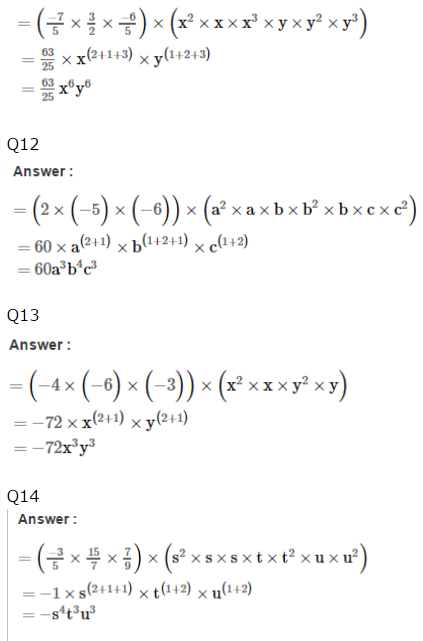 = (-7/5 × 3/2 × -6/5) × (x² × x × x³ × y × y² × y³)
= 63/25 × x⁽²⁺¹⁺³⁾ × y⁽¹⁺²⁺³⁾
= 63/25 x⁶y⁶
Q12
Answer :
= (2 × (−5) × (−6)) × (a² × a × b × b² × b × c × c²)
= 60 × a⁽²⁺¹⁾ × b⁽¹⁺²⁺¹⁾ × c⁽¹⁺²⁾
= 60a³b⁴c³
Q13
Answer :
= (−4 × (−6) × (−3)) × (x² × x × y² × y)
= −72 × x⁽²⁺¹⁾ × y⁽²⁺¹⁾
= −72x³y³
Q14
Answer :
= (-3/5 × 15/7 × 7/9) × (s² × s × s × t × t² × u × u²)
= −1 × s⁽²⁺¹⁺¹⁾ × t⁽¹⁺²⁾ × u⁽¹⁺²⁾
= −s⁴t³u³